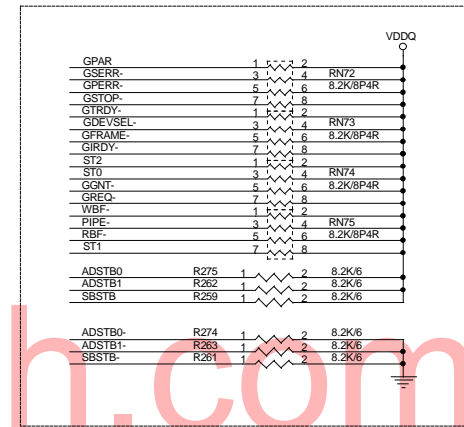 VDDQ
GPAR 1 2
GSERR- 3 4 RN72
GPERR- 5 6 8.2K/8P4R
GSTOP- 7 8
GTRDY- 1 2
GDEVSEL- 3 4 RN73
GFRAME- 5 6 8.2K/8P4R
GIRDY- 7 8
ST2 1 2
ST0 3 4 RN74
GGNT- 5 6 8.2K/8P4R
GREQ- 7 8
WBF- 1 2
PIPE- 3 4 RN75
RBF- 5 6 8.2K/8P4R
ST1 7 8
ADSTB0 R275 1 2 8.2K/6
ADSTB1 R262 1 2 8.2K/6
SBSTB R259 1 2 8.2K/6
ADSTB0- R274 1 2 8.2K/6
ADSTB1- R263 1 2 8.2K/6
SBSTB- R261 1 2 8.2K/6
h.com